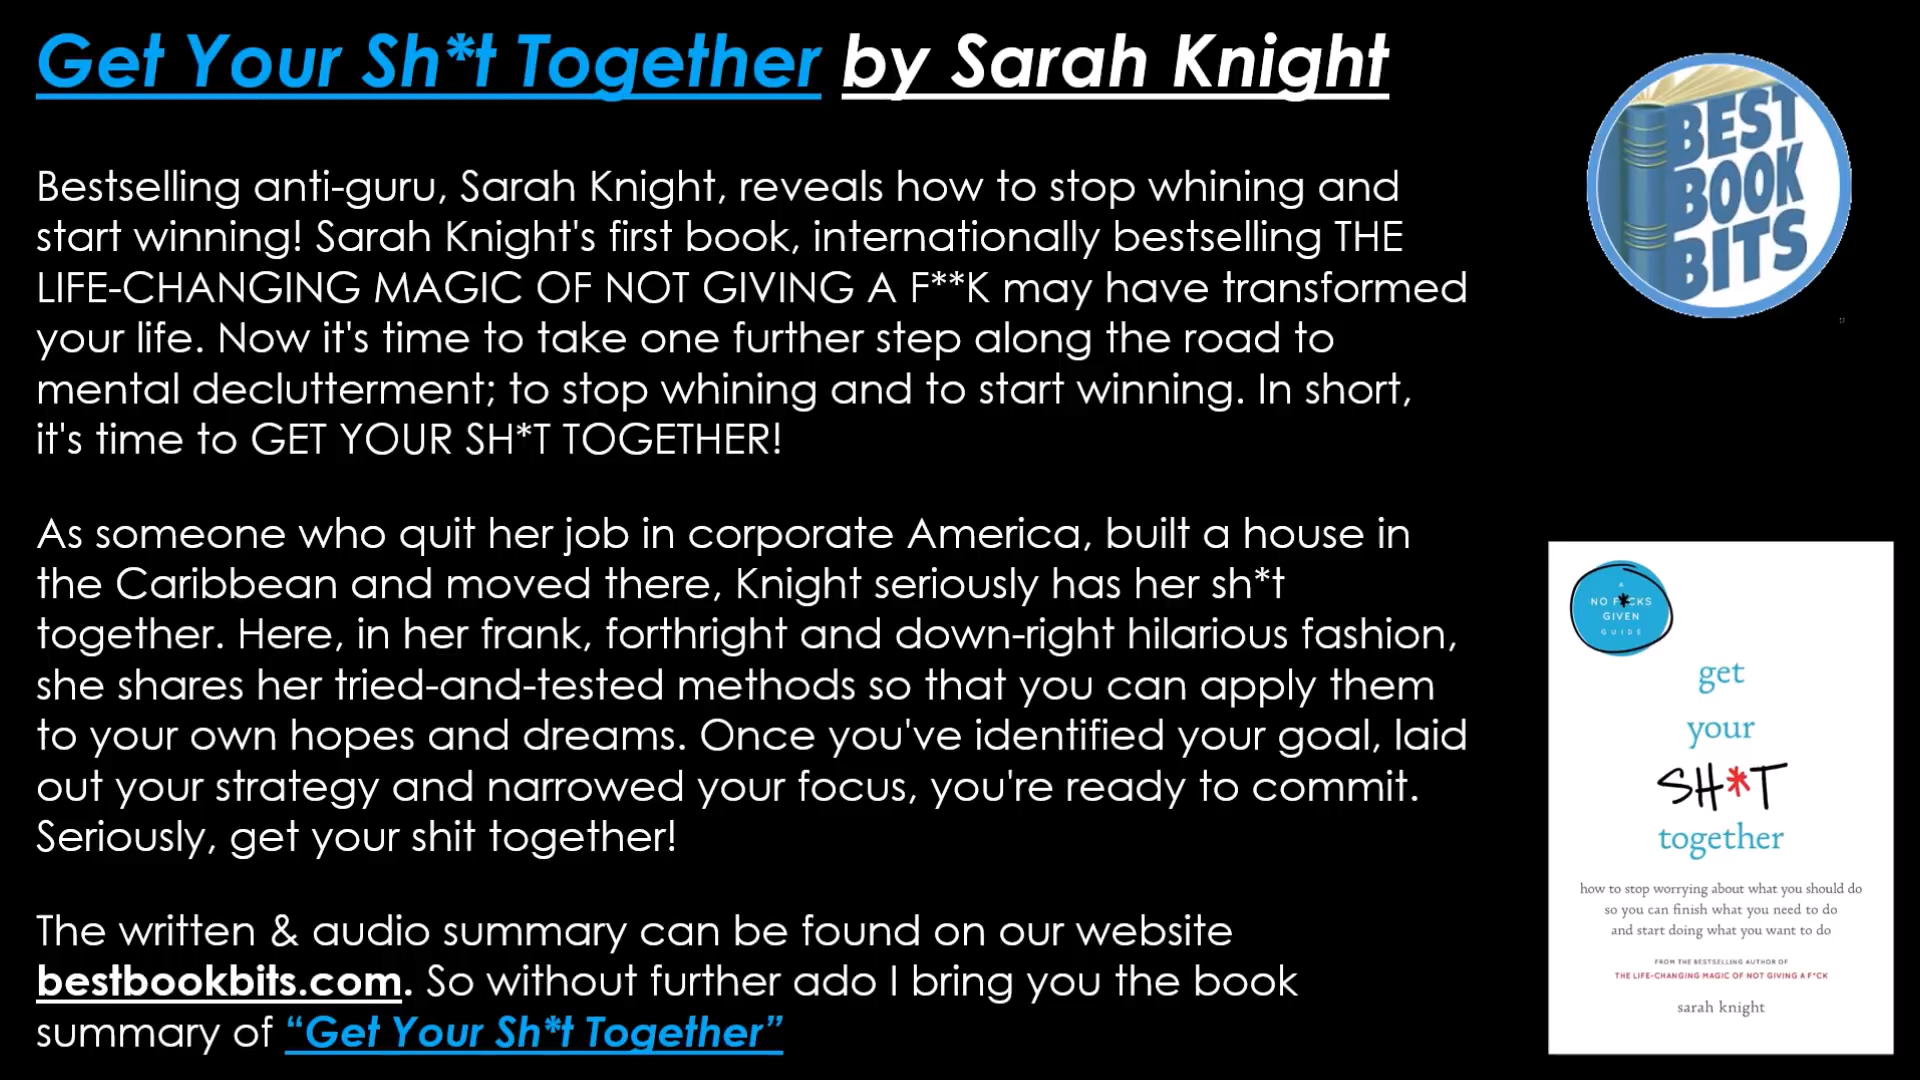 Get Your Sh*t Together by Sarah Knight
Bestselling anti-guru, Sarah Knight, reveals how to stop whining and
start winning! Sarah Knight's first book, internationally bestselling THE
LIFE-CHANGING MAGIC OF NOT GIVING A F**K may have transformed
your life. Now it's time to take one further step along the road to
mental declutterment; to stop whining and to start winning. In short,
it's time to GET YOUR SH*T TOGETHER!
As someone who quit her job in corporate America, built a house in
the Caribbean and moved there, Knight seriously has her sh*t
together. Here, in her frank, forthright and down-right hilarious fashion,
she shares her tried-and-tested methods so that you can apply them
to your own hopes and dreams. Once you've identified your goal, laid
out your strategy and narrowed your focus, you're ready to commit.
Seriously, get your shit together!
The written & audio summary can be found on our website
bestbookbits.com. So without further ado I bring you the book
summary of “Get Your Sh*t Together”
BEST
BOOK
BITS
A
NO F*CKS
GIVEN
GUIDE
get
your
SH*T
together
how to stop worrying about what you should do
so you can finish what you need to do
and start doing what you want to do
FROM THE BESTSELLING AUTHOR OF
THE LIFE-CHANGING MAGIC OF NOT GIVING A F*CK
sarah knight